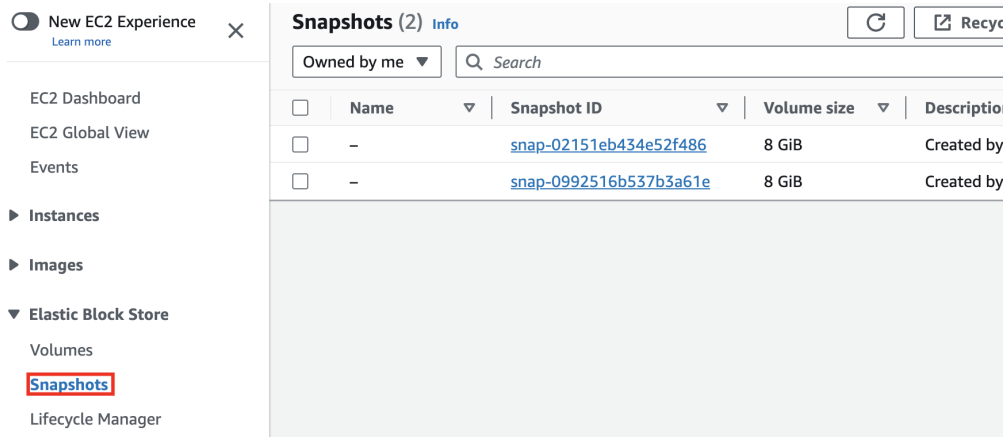 New EC2 Experience
Learn more
EC2 Dashboard
EC2 Global View
Events
Instances
Images
Elastic Block Store
Volumes
Snapshots
Lifecycle Manager
Snapshots (2) Info
Owned by me Search
Name Snapshot ID Volume size
– snap-02151eb434e52f486 8 GiB Created by
– snap-0992516b537b3a61e 8 GiB Created by